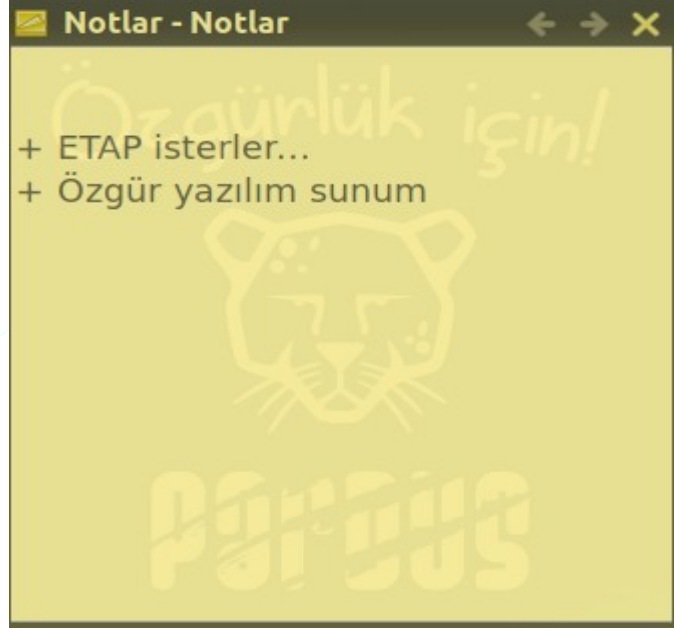 Notlar - Notlar
Özgürlük için!
+ ETAP isterler...
+ Özgür yazılım sunum
Pardus